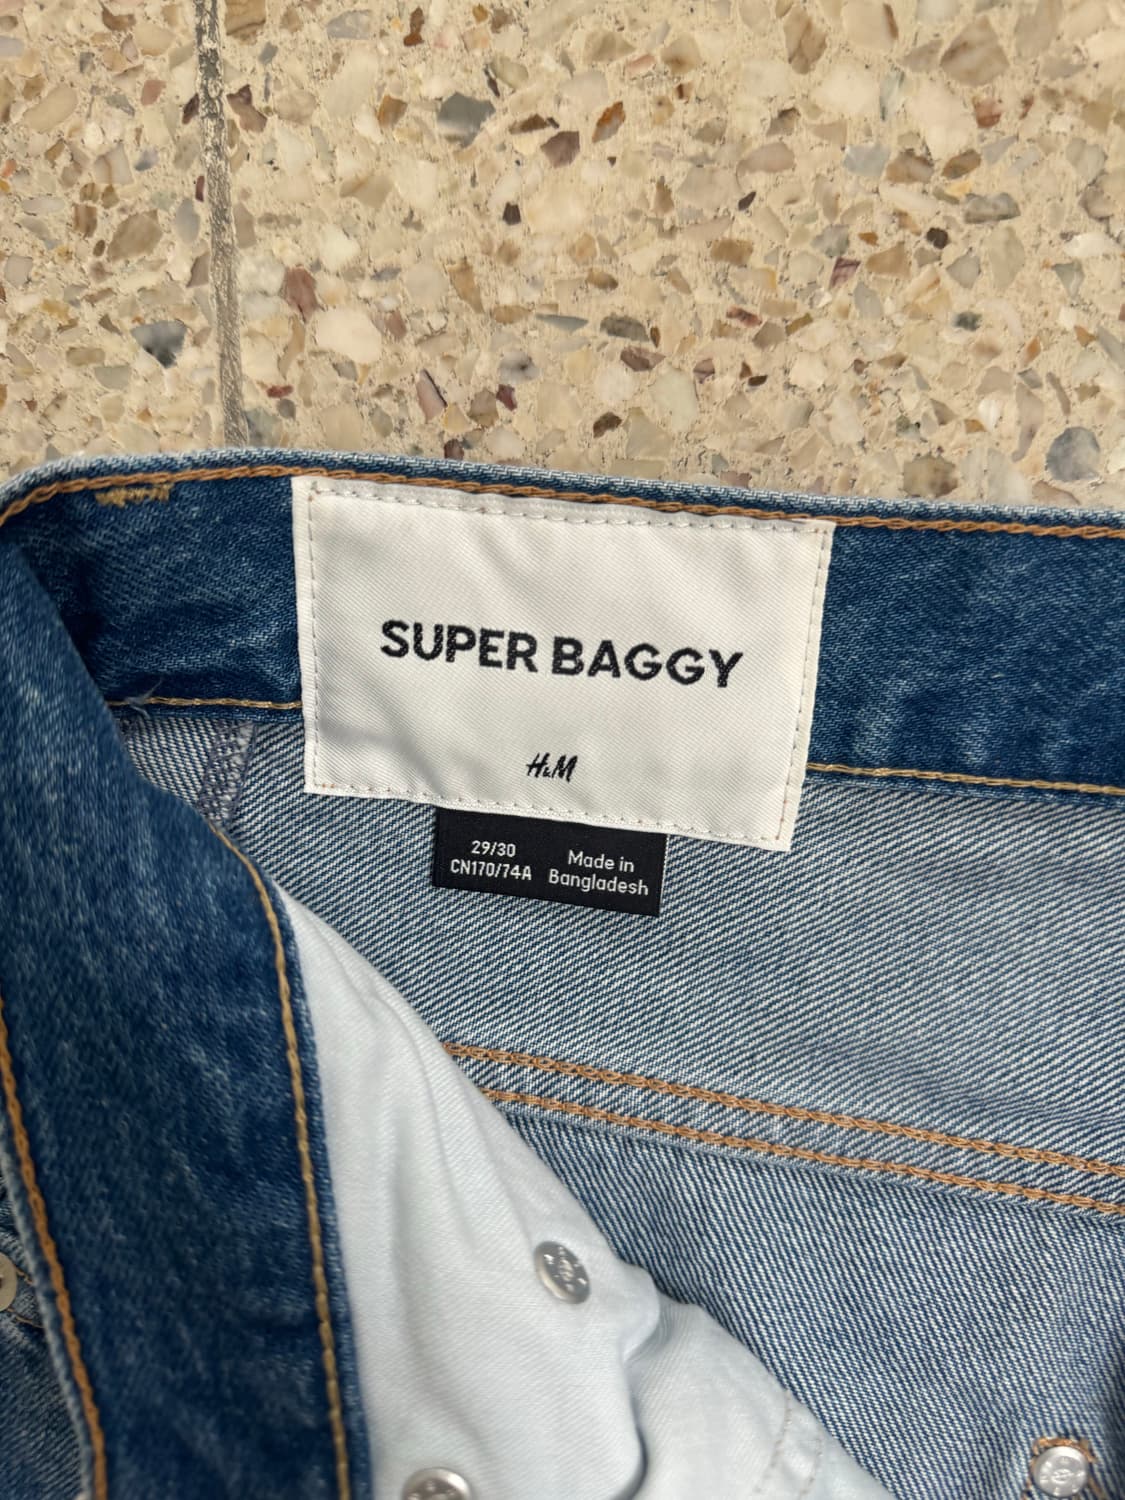 SUPER BAGGY
H&M
29/30
CN170/74A
Made in
Bangladesh